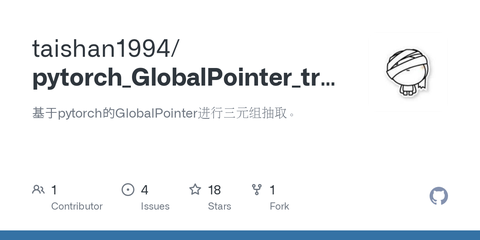 taishan1994/
pytorch_GlobalPointer_tr...
基于pytorch的GlobalPointer进行三元组抽取。
1 4 18 1
Contributor Issues Stars Fork